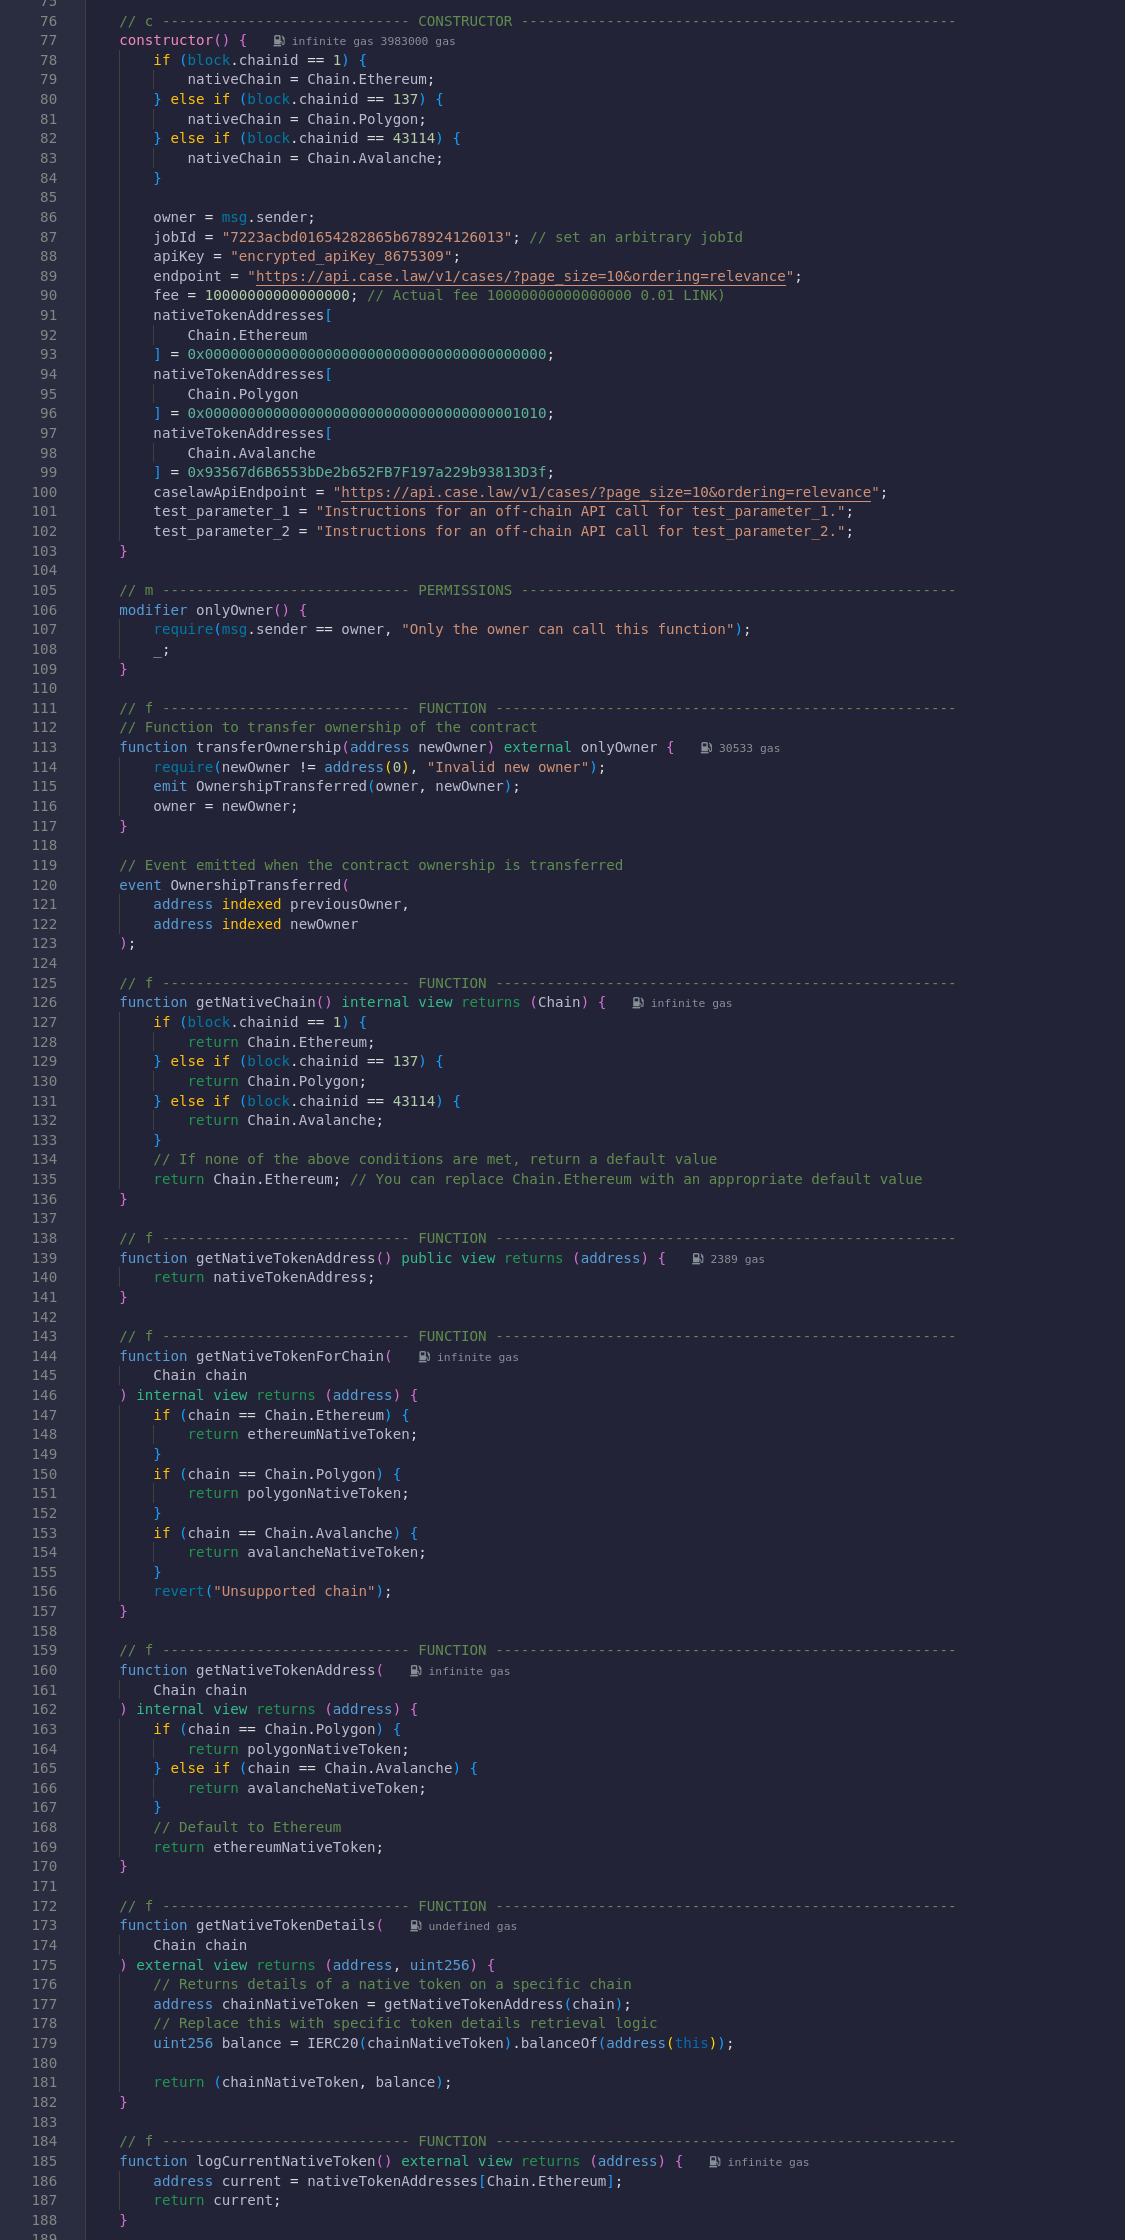 76 // c ----------------------------- CONSTRUCTOR ---------------------------------------------------
77 constructor() { infinite gas 3983000 gas
78 if (block.chainid == 1) {
79 nativeChain = Chain.Ethereum;
80 } else if (block.chainid == 137) {
81 nativeChain = Chain.Polygon;
82 } else if (block.chainid == 43114) {
83 nativeChain = Chain.Avalanche;
84 }
85
86 owner = msg.sender;
87 jobId = "7223acbd01654282865b678924126013"; // set an arbitrary jobId
88 apiKey = "encrypted_apiKey_8675309";
89 endpoint = "https://api.case.law/v1/cases/?page_size=10&ordering=relevance";
90 fee = 10000000000000000; // Actual fee 10000000000000000 0.01 LINK)
91 nativeTokenAddresses[
92 Chain.Ethereum
93 ] = 0x0000000000000000000000000000000000000000;
94 nativeTokenAddresses[
95 Chain.Polygon
96 ] = 0x0000000000000000000000000000000000001010;
97 nativeTokenAddresses[
98 Chain.Avalanche
99 ] = 0x93567d6B6553bDe2b652FB7F197a229b93813D3f;
100 caselawApiEndpoint = "https://api.case.law/v1/cases/?page_size=10&ordering=relevance";
101 test_parameter_1 = "Instructions for an off-chain API call for test_parameter_1.";
102 test_parameter_2 = "Instructions for an off-chain API call for test_parameter_2.";
103 }
104
105 // m ----------------------------- PERMISSIONS ---------------------------------------------------
106 modifier onlyOwner() {
107 require(msg.sender == owner, "Only the owner can call this function");
108 _;
109 }
110
111 // f ----------------------------- FUNCTION ------------------------------------------------------
112 // Function to transfer ownership of the contract
113 function transferOwnership(address newOwner) external onlyOwner { 30533 gas
114 require(newOwner != address(0), "Invalid new owner");
115 emit OwnershipTransferred(owner, newOwner);
116 owner = newOwner;
117 }
118
119 // Event emitted when the contract ownership is transferred
120 event OwnershipTransferred(
121 address indexed previousOwner,
122 address indexed newOwner
123 );
124
125 // f ----------------------------- FUNCTION ------------------------------------------------------
126 function getNativeChain() internal view returns (Chain) { infinite gas
127 if (block.chainid == 1) {
128 return Chain.Ethereum;
129 } else if (block.chainid == 137) {
130 return Chain.Polygon;
131 } else if (block.chainid == 43114) {
132 return Chain.Avalanche;
133 }
134 // If none of the above conditions are met, return a default value
135 return Chain.Ethereum; // You can replace Chain.Ethereum with an appropriate default value
136 }
137
138 // f ----------------------------- FUNCTION ------------------------------------------------------
139 function getNativeTokenAddress() public view returns (address) { 2389 gas
140 return nativeTokenAddress;
141 }
142
143 // f ----------------------------- FUNCTION ------------------------------------------------------
144 function getNativeTokenForChain( infinite gas
145 Chain chain
146 ) internal view returns (address) {
147 if (chain == Chain.Ethereum) {
148 return ethereumNativeToken;
149 }
150 if (chain == Chain.Polygon) {
151 return polygonNativeToken;
152 }
153 if (chain == Chain.Avalanche) {
154 return avalancheNativeToken;
155 }
156 revert("Unsupported chain");
157 }
158
159 // f ----------------------------- FUNCTION ------------------------------------------------------
160 function getNativeTokenAddress( infinite gas
161 Chain chain
162 ) internal view returns (address) {
163 if (chain == Chain.Polygon) {
164 return polygonNativeToken;
165 } else if (chain == Chain.Avalanche) {
166 return avalancheNativeToken;
167 }
168 // Default to Ethereum
169 return ethereumNativeToken;
170 }
171
172 // f ----------------------------- FUNCTION ------------------------------------------------------
173 function getNativeTokenDetails( undefined gas
174 Chain chain
175 ) external view returns (address, uint256) {
176 // Returns details of a native token on a specific chain
177 address chainNativeToken = getNativeTokenAddress(chain);
178 // Replace this with specific token details retrieval logic
179 uint256 balance = IERC20(chainNativeToken).balanceOf(address(this));
180
181 return (chainNativeToken, balance);
182 }
183
184 // f ----------------------------- FUNCTION ------------------------------------------------------
185 function logCurrentNativeToken() external view returns (address) { infinite gas
186 address current = nativeTokenAddresses[Chain.Ethereum];
187 return current;
188 }